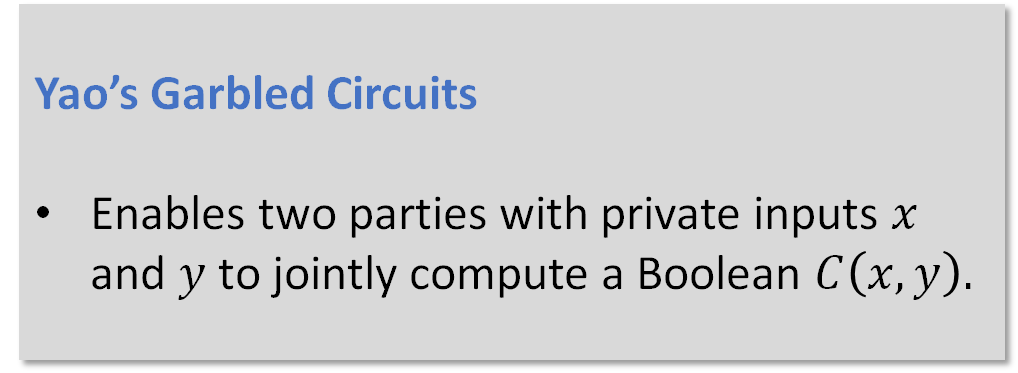 Yao’s Garbled Circuits
• Enables two parties with private inputs x
and y to jointly compute a Boolean C(x, y).